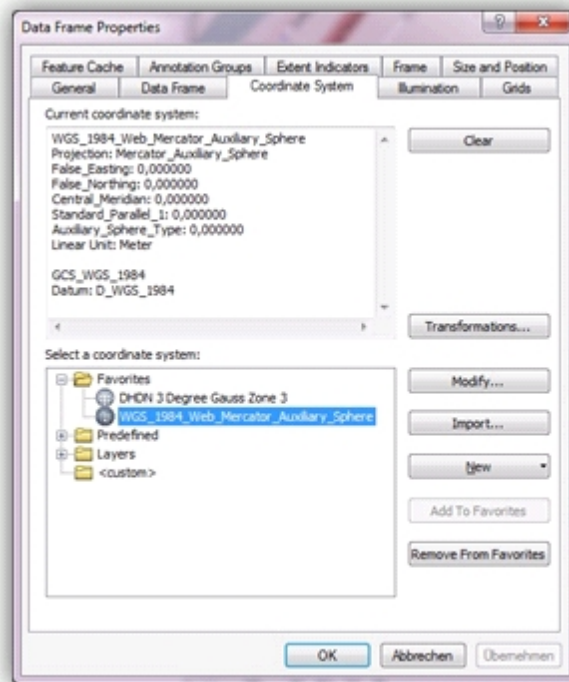 Data Frame Properties
Feature Cache Annotation Groups Extent Indicators Frame Size and Position
General Data Frame Coordinate System Illumination Grids
Current coordinate system:
WGS_1984_Web_Mercator_Auxiliary_Sphere
Projection: Mercator_Auxiliary_Sphere
False_Easting: 0,000000
False_Northing: 0,000000
Central_Meridian: 0,000000
Standard_Parallel_1: 0,000000
Auxiliary_Sphere_Type: 0,000000
Linear Unit: Meter
GCS_WGS_1984
Datum: D_WGS_1984
Clear
Transformations...
Select a coordinate system:
Favorites
DHDN 3 Degree Gauss Zone 3
WGS_1984_Web_Mercator_Auxiliary_Sphere
Predefined
Layers
<custom>
Modify...
Import...
New
Add To Favorites
Remove From Favorites
OK Abbrechen Übernehmen